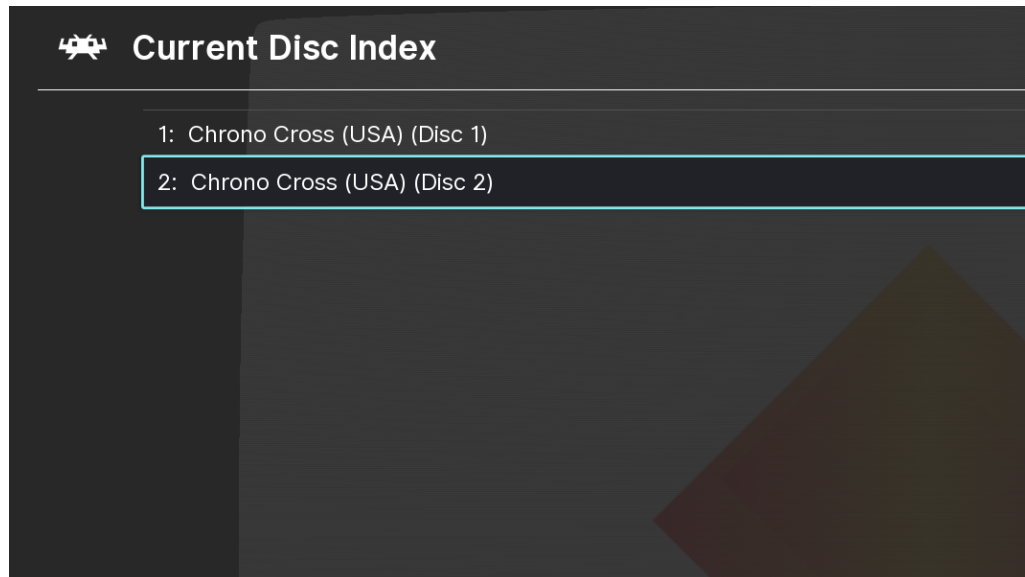 Current Disc Index
1: Chrono Cross (USA) (Disc 1)
2: Chrono Cross (USA) (Disc 2)